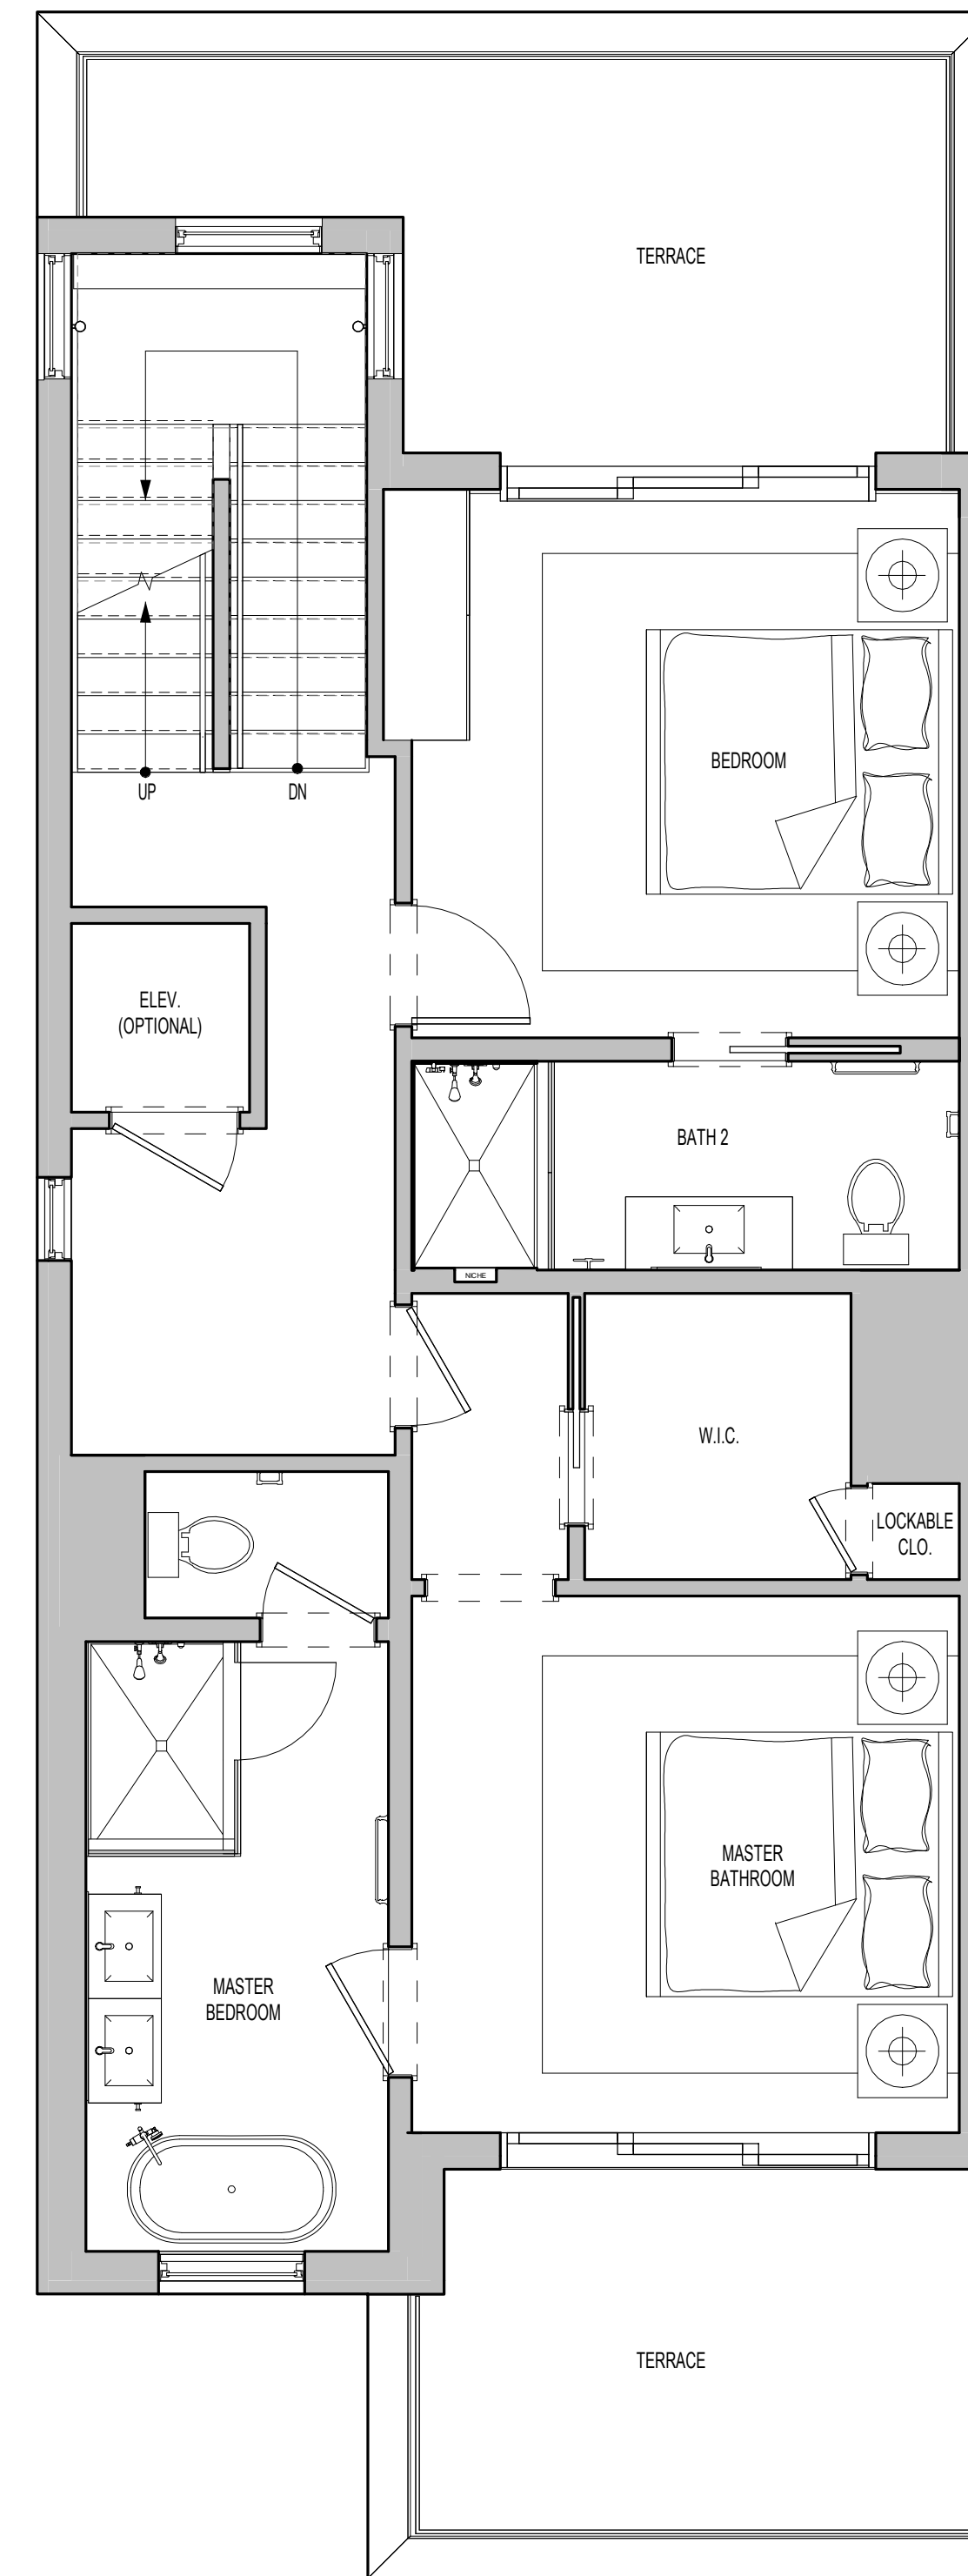 TERRACE
BEDROOM
UP
DN
ELEV.
(OPTIONAL)
BATH 2
NICHE
W.I.C.
LOCKABLE
CLO.
MASTER
BATHROOM
MASTER
BEDROOM
TERRACE